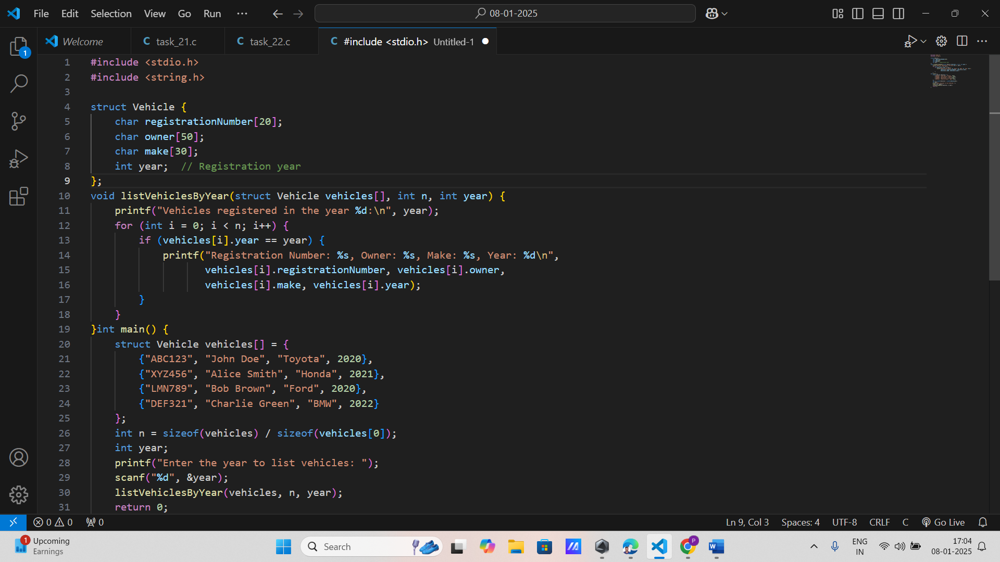 File Edit Selection View Go Run ··· 08-01-2025
Welcome C task_21.c C task_22.c C #include <stdio.h> Untitled-1
1
1 #include <stdio.h>
2 #include <string.h>
3
4 struct Vehicle {
5     char registrationNumber[20];
6     char owner[50];
7     char make[30];
8     int year;  // Registration year
9 };
10 void listVehiclesByYear(struct Vehicle vehicles[], int n, int year) {
11     printf("Vehicles registered in the year %d:\n", year);
12     for (int i = 0; i < n; i++) {
13         if (vehicles[i].year == year) {
14             printf("Registration Number: %s, Owner: %s, Make: %s, Year: %d\n",
15                    vehicles[i].registrationNumber, vehicles[i].owner,
16                    vehicles[i].make, vehicles[i].year);
17         }
18     }
19 }int main() {
20     struct Vehicle vehicles[] = {
21         {"ABC123", "John Doe", "Toyota", 2020},
22         {"XYZ456", "Alice Smith", "Honda", 2021},
23         {"LMN789", "Bob Brown", "Ford", 2020},
24         {"DEF321", "Charlie Green", "BMW", 2022}
25     };
26     int n = sizeof(vehicles) / sizeof(vehicles[0]);
27     int year;
28     printf("Enter the year to list vehicles: ");
29     scanf("%d", &year);
30     listVehiclesByYear(vehicles, n, year);
31     return 0;
0 0 0 Ln 9, Col 3 Spaces: 4 UTF-8 CRLF C Go Live
1 Upcoming
Earnings
Search
P
W
ENG
IN
17:04
08-01-2025